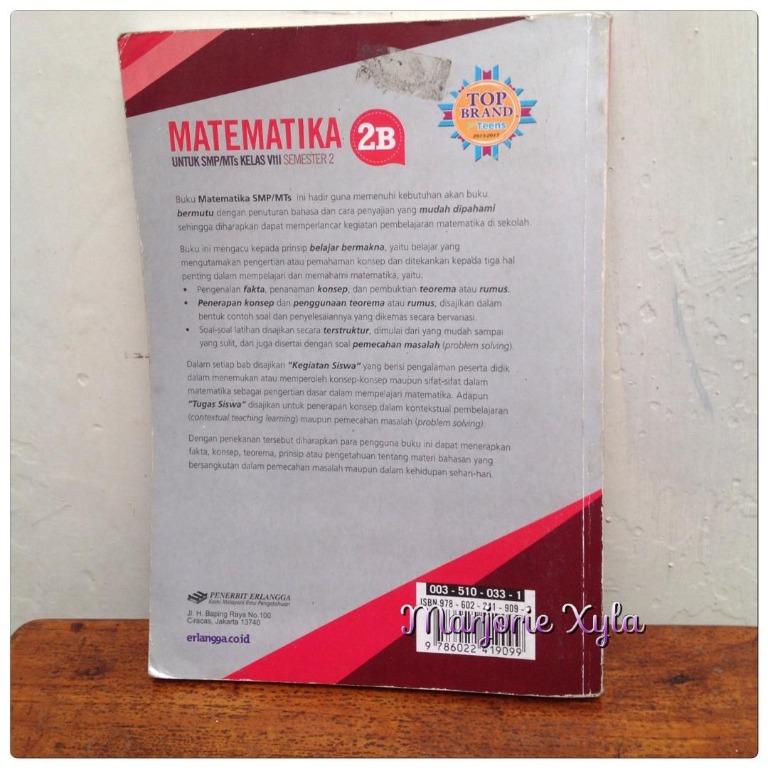 MATEMATIKA 2B
UNTUK SMP/MTs KELAS VIII SEMESTER 2
TOP
BRAND
Teens
Buku Matematika SMP/MTs ini hadir guna memenuhi kebutuhan akan buku
bermutu dengan penuturan bahasa dan cara penyajian yang mudah dipahami
sehingga diharapkan dapat memperlancar kegiatan pembelajaran matematika di sekolah.
Buku ini mengacu kepada prinsip belajar bermakna, yaitu belajar yang
mengutamakan pengertian atau pemahaman konsep dan ditekankan kepada tiga hal
penting dalam mempelajari dan memahami matematika, yaitu:
• Pengenalan fakta, penanaman konsep, dan pembuktian teorema atau rumus.
• Penerapan konsep dan penggunaan teorema atau rumus, disajikan dalam
bentuk contoh soal dan penyelesaiannya yang dikemas secara bervariasi.
• Soal-soal latihan disajikan secara terstruktur, dimulai dari yang mudah sampai
yang sulit, dan juga disertai dengan soal pemecahan masalah (problem solving).
Dalam setiap bab disajikan "Kegiatan Siswa" yang berisi pengalaman peserta didik
dalam menemukan atau memperoleh konsep-konsep maupun sifat-sifat dalam
matematika sebagai pengertian dasar dalam mempelajari matematika. Adapun
"Tugas Siswa" disajikan untuk penerapan konsep dalam kontekstual pembelajaran
(contextual teaching learning) maupun pemecahan masalah (problem solving).
Dengan penekanan tersebut diharapkan para pengguna buku ini dapat menerapkan
fakta, konsep, teorema, prinsip atau pengetahuan tentang materi bahasan yang
bersangkutan dalam pemecahan masalah maupun dalam kehidupan sehari-hari.
PENERBIT ERLANGGA
Kami Melayani Ilmu Pengetahuan
Jl. H. Baping Raya No.100
Ciracas, Jakarta 13740
erlangga.co.id
003 - 510 - 033 - 1
ISBN 978 - 602 - 241 - 909 -
Marjorie Xyla
9 786022 419099